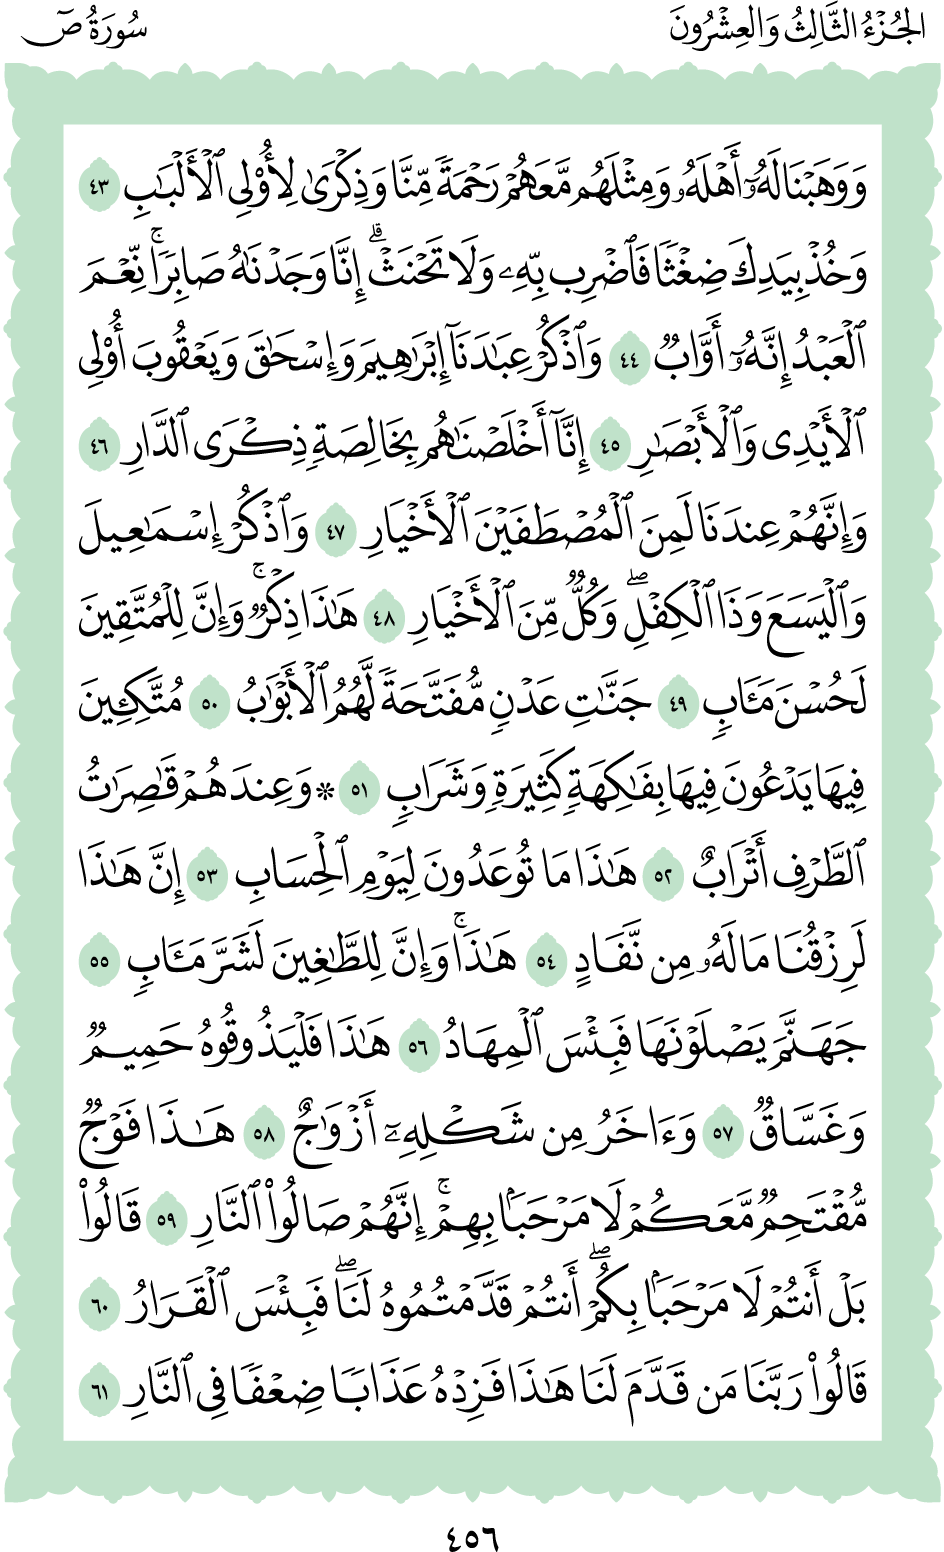 الجُزْءُ الثَّالِثُ وَالعِشْرُونَ
سُورَةُ صٓ
وَوَهَبْنَا لَهُۥٓ أَهْلَهُۥ وَمِثْلَهُم مَّعَهُمْ رَحْمَةً مِّنَّا وَذِكْرَىٰ لِأُو۟لِى ٱلْأَلْبَـٰبِ ٤٣
وَخُذْ بِيَدِكَ ضِغْثًا فَٱضْرِب بِّهِۦ وَلَا تَحْنَثْ ۗ إِنَّا وَجَدْنَـٰهُ صَابِرًا ۚ نِّعْمَ
ٱلْعَبْدُ إِنَّهُۥٓ أَوَّابٌ ٤٤ وَٱذْكُرْ عِبَـٰدَنَآ إِبْرَٰهِيمَ وَإِسْحَـٰقَ وَيَعْقُوبَ أُو۟لِى
ٱلْأَيْدِى وَٱلْأَبْصَـٰرِ ٤٥ إِنَّآ أَخْلَصْنَـٰهُم بِخَالِصَةٍ ذِكْرَى ٱلدَّارِ ٤٦
وَإِنَّهُمْ عِندَنَا لَمِنَ ٱلْمُصْطَفَيْنَ ٱلْأَخْيَارِ ٤٧ وَٱذْكُرْ إِسْمَـٰعِيلَ
وَٱلْيَسَعَ وَذَا ٱلْكِفْلِ ۖ وَكُلٌّ مِّنَ ٱلْأَخْيَارِ ٤٨ هَـٰذَا ذِكْرٌ ۚ وَإِنَّ لِلْمُتَّقِينَ
لَحُسْنَ مَـَٔابٍ ٤٩ جَنَّـٰتِ عَدْنٍ مُّفَتَّحَةً لَّهُمُ ٱلْأَبْوَٰبُ ٥٠ مُتَّكِـِٔينَ
فِيهَا يَدْعُونَ فِيهَا بِفَـٰكِهَةٍ كَثِيرَةٍ وَشَرَابٍ ٥١ ۞ وَعِندَهُمْ قَـٰصِرَٰتُ
ٱلطَّرْفِ أَتْرَابٌ ٥٢ هَـٰذَا مَا تُوعَدُونَ لِيَوْمِ ٱلْحِسَابِ ٥٣ إِنَّ هَـٰذَا
لَرِزْقُنَا مَا لَهُۥ مِن نَّفَادٍ ٥٤ هَـٰذَا ۚ وَإِنَّ لِلطَّـٰغِينَ لَشَرَّ مَـَٔابٍ ٥٥
جَهَنَّمَ يَصْلَوْنَهَا فَبِئْسَ ٱلْمِهَادُ ٥٦ هَـٰذَا فَلْيَذُوقُوهُ حَمِيمٌ
وَغَسَّاقٌ ٥٧ وَءَاخَرُ مِن شَكْلِهِۦٓ أَزْوَٰجٌ ٥٨ هَـٰذَا فَوْجٌ
مُّقْتَحِمٌ مَّعَكُمْ لَا مَرْحَبًۢا بِهِمْ ۚ إِنَّهُمْ صَالُوا۟ ٱلنَّارِ ٥٩ قَالُوا۟
بَلْ أَنتُمْ لَا مَرْحَبًۢا بِكُمْ ۖ أَنتُمْ قَدَّمْتُمُوهُ لَنَا ۖ فَبِئْسَ ٱلْقَرَارُ ٦٠
قَالُوا۟ رَبَّنَا مَن قَدَّمَ لَنَا هَـٰذَا فَزِدْهُ عَذَابًا ضِعْفًا فِى ٱلنَّارِ ٦١
٤٥٦